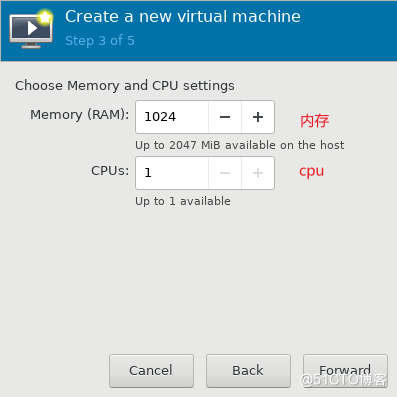 Create a new virtual machine
Step 3 of 5
Choose Memory and CPU settings
Memory (RAM): 1024 内存
Up to 2047 MiB available on the host
CPUs: 1 cpu
Up to 1 available
Cancel Back Forward
@51CTO博客